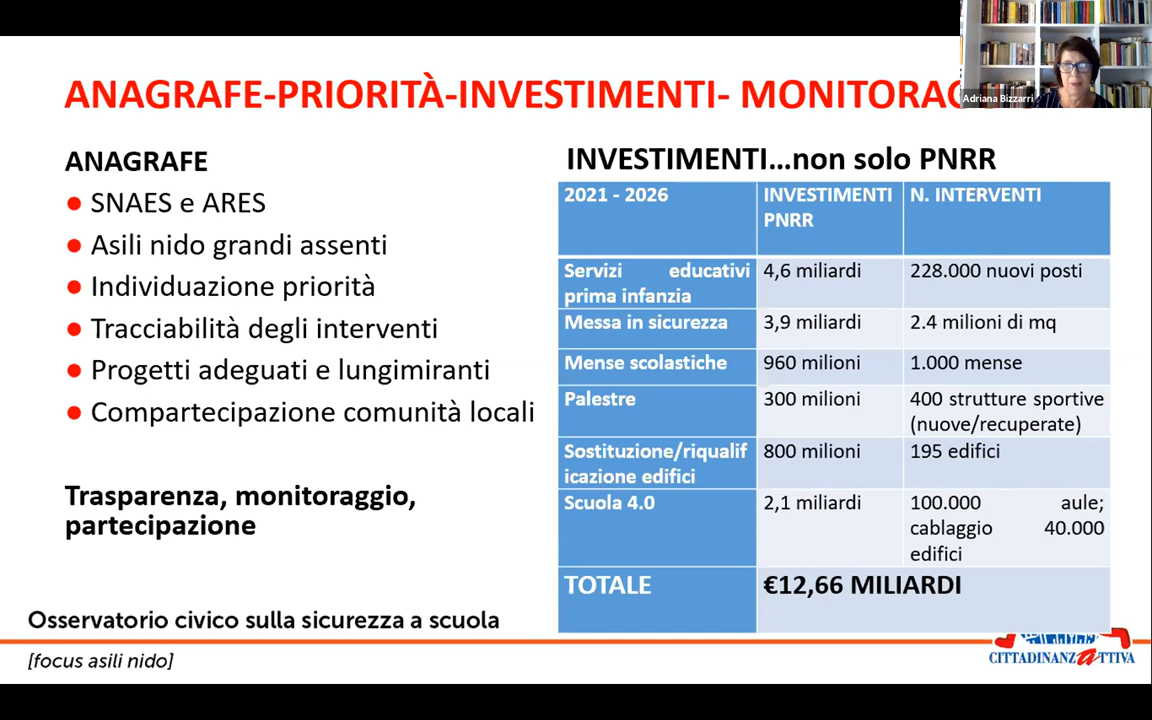 ANAGRAFE-PRIORITÀ-INVESTIMENTI- MONITORAG
Adriana Bizzarri
ANAGRAFE
● SNAES e ARES
● Asili nido grandi assenti
● Individuazione priorità
● Tracciabilità degli interventi
● Progetti adeguati e lungimiranti
● Compartecipazione comunità locali
Trasparenza, monitoraggio,
partecipazione
INVESTIMENTI...non solo PNRR
2021 - 2026 INVESTIMENTI N. INTERVENTI
PNRR
Servizi educativi 4,6 miliardi 228.000 nuovi posti
prima infanzia
Messa in sicurezza 3,9 miliardi 2.4 milioni di mq
Mense scolastiche 960 milioni 1.000 mense
Palestre 300 milioni 400 strutture sportive
(nuove/recuperate)
Sostituzione/riqualif 800 milioni 195 edifici
icazione edifici
Scuola 4.0 2,1 miliardi 100.000 aule;
cablaggio 40.000
edifici
TOTALE €12,66 MILIARDI
Osservatorio civico sulla sicurezza a scuola
[focus asili nido]
CITTADINANZATTIVA